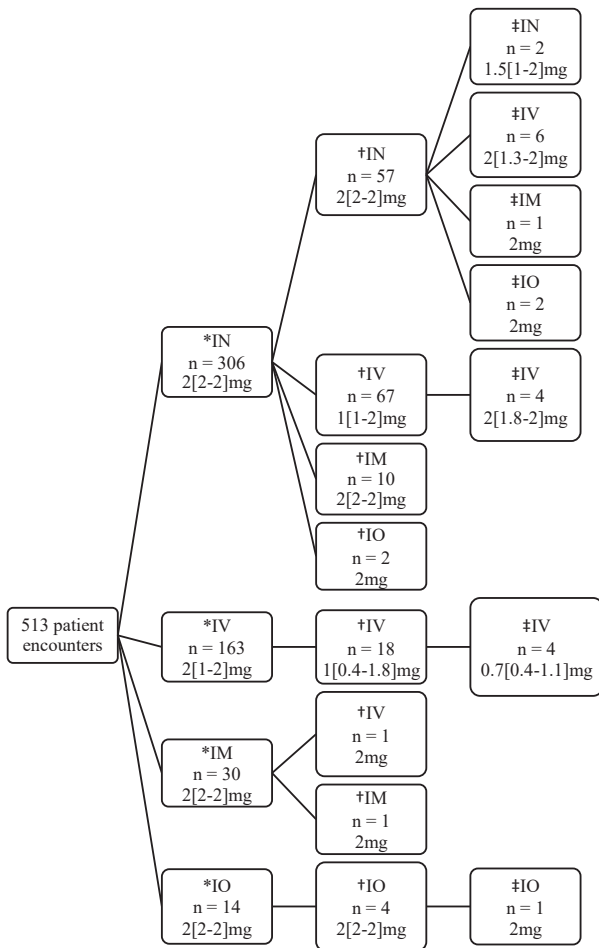 513 patient
encounters
*IN
n = 306
2[2-2]mg
†IN
n = 57
2[2-2]mg
‡IN
n = 2
1.5[1-2]mg
‡IV
n = 6
2[1.3-2]mg
‡IM
n = 1
2mg
‡IO
n = 2
2mg
†IV
n = 67
1[1-2]mg
‡IV
n = 4
2[1.8-2]mg
†IM
n = 10
2[2-2]mg
†IO
n = 2
2mg
*IV
n = 163
2[1-2]mg
†IV
n = 18
1[0.4-1.8]mg
‡IV
n = 4
0.7[0.4-1.1]mg
*IM
n = 30
2[2-2]mg
†IV
n = 1
2mg
†IM
n = 1
2mg
*IO
n = 14
2[2-2]mg
†IO
n = 4
2[2-2]mg
‡IO
n = 1
2mg